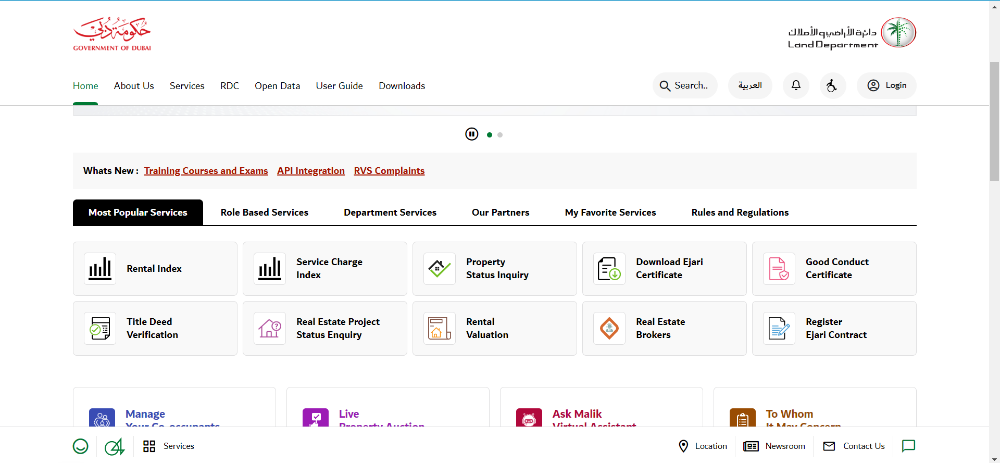 حكومة دبي
GOVERNMENT OF DUBAI
دائرة الأراضي و الأملاك
Land Department
Home
About Us
Services
RDC
Open Data
User Guide
Downloads
Search..
العربية
Login
Whats New :
Training Courses and Exams
API Integration
RVS Complaints
Most Popular Services
Role Based Services
Department Services
Our Partners
My Favorite Services
Rules and Regulations
Rental Index
Service Charge
Index
Property
Status Inquiry
Download Ejari
Certificate
Good Conduct
Certificate
Title Deed
Verification
Real Estate Project
Status Enquiry
Rental
Valuation
Real Estate
Brokers
Register
Ejari Contract
Manage
Your Co-occupants
Live
Property Auction
Ask Malik
Virtual Assistant
To Whom
It May Concern
Services
Location
Newsroom
Contact Us